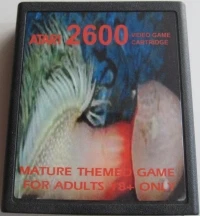 ATARI 2600 VIDEO GAME
CARTRIDGE
MATURE THEMED GAME
FOR ADULTS 18+ ONLY